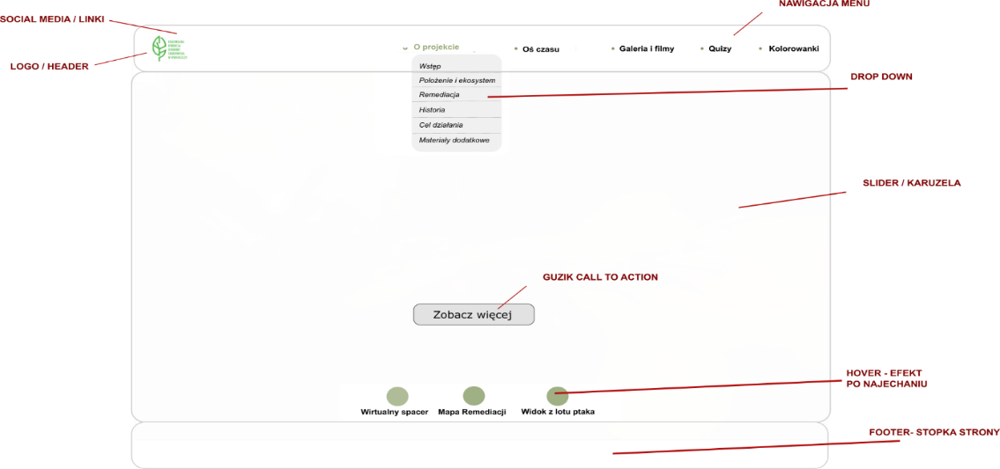 NAWIGACJA MENU
SOCIAL MEDIA / LINKI
LOGO / HEADER
O projekcie
Oś czasu
Galeria i filmy
Quizy
Kolorowanki
Wstęp
Położenie i ekosystem
Remediacja
Historia
Cel działania
Materiały dodatkowe
DROP DOWN
SLIDER / KARUZELA
GUZIK CALL TO ACTION
Zobacz więcej
HOVER - EFEKT
PO NAJECHANIU
Wirtualny spacer
Mapa Remediacji
Widok z lotu ptaka
FOOTER- STOPKA STRONY